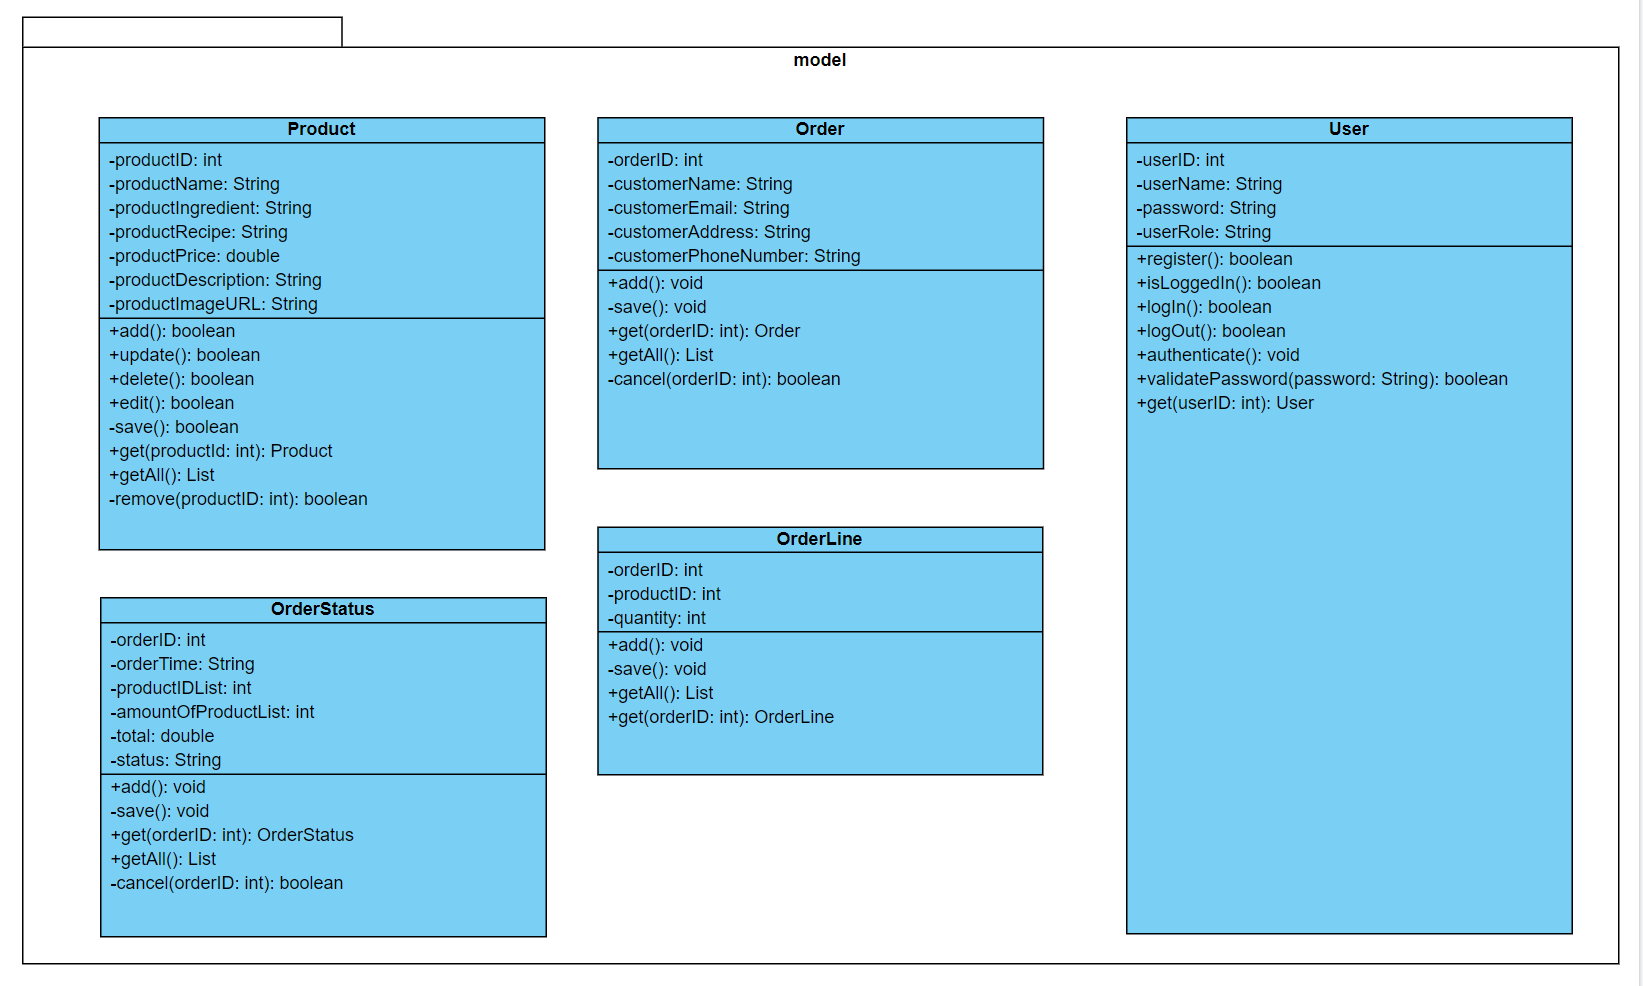 model
Product
-productID: int
-productName: String
-productIngredient: String
-productRecipe: String
-productPrice: double
-productDescription: String
-productImageURL: String
+add(): boolean
+update(): boolean
+delete(): boolean
+edit(): boolean
-save(): boolean
+get(productId: int): Product
+getAll(): List
-remove(productID: int): boolean
Order
-orderID: int
-customerName: String
-customerEmail: String
-customerAddress: String
-customerPhoneNumber: String
+add(): void
-save(): void
+get(orderID: int): Order
+getAll(): List
-cancel(orderID: int): boolean
User
-userID: int
-userName: String
-password: String
-userRole: String
+register(): boolean
+isLoggedIn(): boolean
+logIn(): boolean
+logOut(): boolean
+authenticate(): void
+validatePassword(password: String): boolean
+get(userID: int): User
OrderStatus
-orderID: int
-orderTime: String
-productIDList: int
-amountOfProductList: int
-total: double
-status: String
+add(): void
-save(): void
+get(orderID: int): OrderStatus
+getAll(): List
-cancel(orderID: int): boolean
OrderLine
-orderID: int
-productID: int
-quantity: int
+add(): void
-save(): void
+getAll(): List
+get(orderID: int): OrderLine